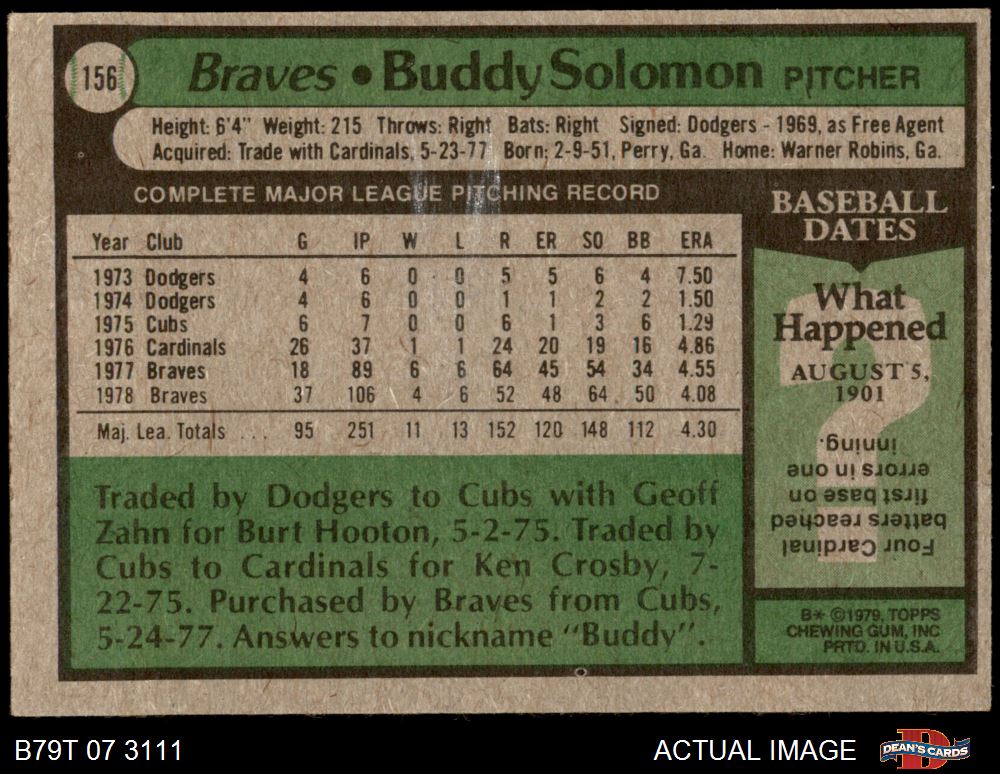 156
Braves • Buddy Solomon PITCHER
Height: 6'4" Weight: 215 Throws: Right Bats: Right Signed: Dodgers - 1969, as Free Agent
Acquired: Trade with Cardinals, 5-23-77 Born: 2-9-51, Perry, Ga. Home: Warner Robins, Ga.
COMPLETE MAJOR LEAGUE PITCHING RECORD
Year Club G IP W L R ER SO BB ERA
1973 Dodgers 4 6 0 0 5 5 6 4 7.50
1974 Dodgers 4 6 0 0 1 1 2 2 1.50
1975 Cubs 6 7 0 0 6 1 3 6 1.29
1976 Cardinals 26 37 1 1 24 20 19 16 4.86
1977 Braves 18 89 6 6 64 45 54 34 4.55
1978 Braves 37 106 4 6 52 48 64 50 4.08
Maj. Lea. Totals ... 95 251 11 13 152 120 148 112 4.30
Traded by Dodgers to Cubs with Geoff
Zahn for Burt Hooton, 5-2-75. Traded by
Cubs to Cardinals for Ken Crosby, 7-
22-75. Purchased by Braves from Cubs,
5-24-77. Answers to nickname "Buddy".
BASEBALL
DATES
What
Happened
AUGUST 5,
1901
Four Cardinal
batters reached
first base on
errors in one
inning.
B* ©1979, TOPPS
CHEWING GUM, INC
PRTD. IN U.S.A.
B79T 07 3111
ACTUAL IMAGE
DEAN'S CARDS